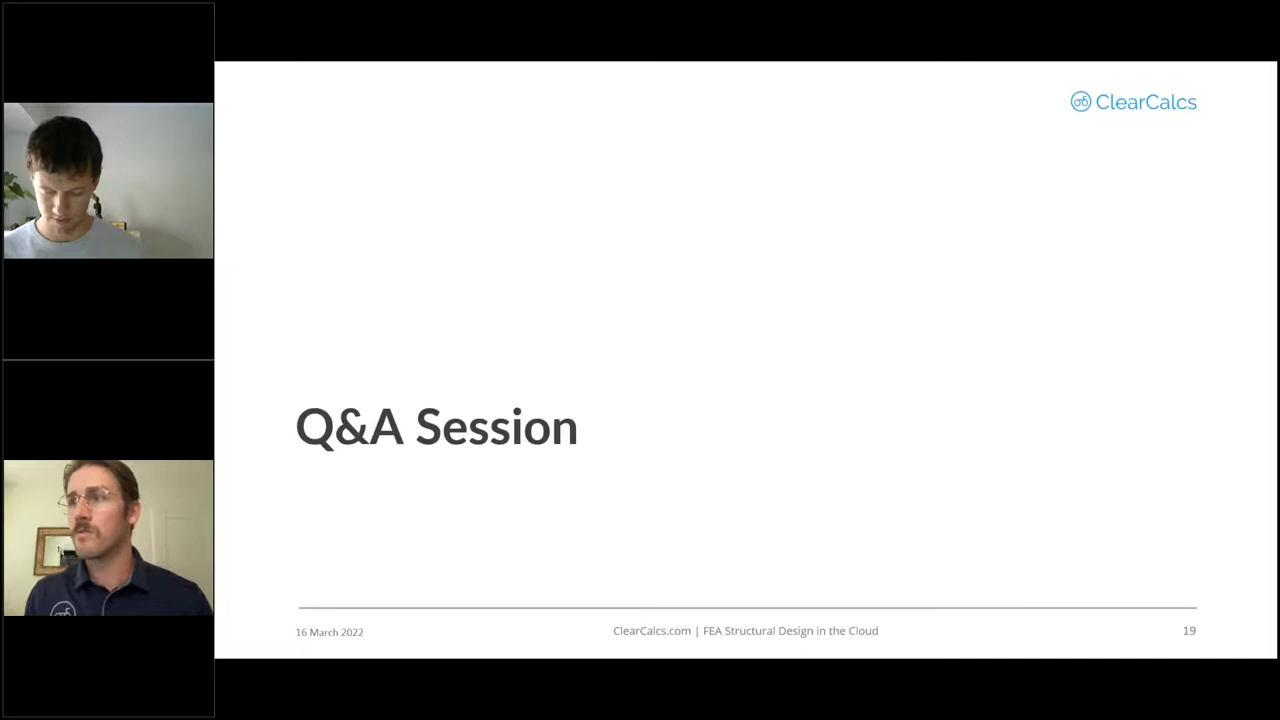 ClearCalcs
Q&A Session
16 March 2022
ClearCalcs.com | FEA Structural Design in the Cloud
19